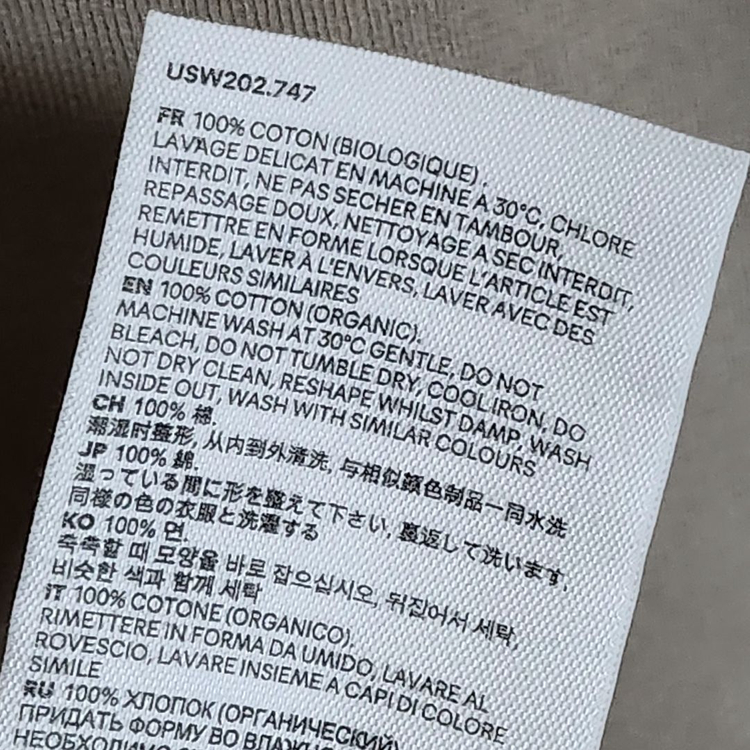 USW202.747
FR 100% COTON (BIOLOGIQUE).
LAVAGE DELICAT EN MACHINE A 30°C, CHLORE
INTERDIT, NE PAS SECHER EN TAMBOUR,
REPASSAGE DOUX, NETTOYAGE A SEC INTERDIT,
REMETTRE EN FORME LORSQUE L'ARTICLE EST
HUMIDE, LAVER À L'ENVERS, LAVER AVEC DES
COULEURS SIMILAIRES
EN 100% COTTON (ORGANIC).
MACHINE WASH AT 30°C GENTLE, DO NOT
BLEACH, DO NOT TUMBLE DRY, COOL IRON, DO
NOT DRY CLEAN, RESHAPE WHILST DAMP, WASH
INSIDE OUT, WASH WITH SIMILAR COLOURS
CH 100% 棉.
潮湿时整形, 从内到外清洗, 与相似颜色制品一同水洗
JP 100% 綿.
湿っている間に形を整えて下さい, 裏返して洗います,
同様の色の衣服と洗濯する
KO 100% 면.
축축할 때 모양을 바로 잡으십시오, 뒤집어서 세탁,
비슷한 색과 함께 세탁
IT 100% COTONE (ORGANICO).
RIMETTERE IN FORMA DA UMIDO, LAVARE AL
ROVESCIO, LAVARE INSIEME A CAPI DI COLORE
SIMILE
RU 100% ХЛОПОК (ОРГАНИЧЕСКИЙ)
ПРИДАТЬ ФОРМУ ВО
НЕОБХОДИМО